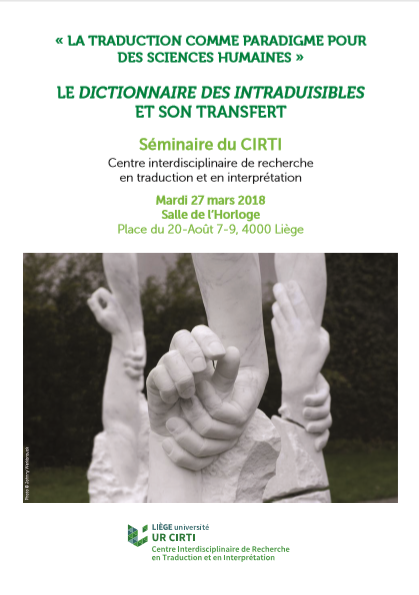 « LA TRADUCTION COMME PARADIGME POUR
DES SCIENCES HUMAINES »
LE DICTIONNAIRE DES INTRADUISIBLES
ET SON TRANSFERT
Séminaire du CIRTI
Centre interdisciplinaire de recherche
en traduction et en interprétation
Mardi 27 mars 2018
Salle de l'Horloge
Place du 20-Août 7-9, 4000 Liège
LIÈGE université
UR CIRTI
Centre Interdisciplinaire de Recherche
en Traduction et en Interprétation